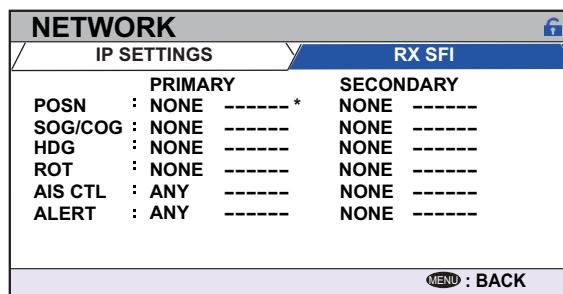 NETWORK
IP SETTINGS RX SFI
PRIMARY SECONDARY
POSN : NONE ------ * NONE ------
SOG/COG : NONE ------ NONE ------
HDG : NONE ------ NONE ------
ROT : NONE ------ NONE ------
AIS CTL : ANY ------ NONE ------
ALERT : ANY ------ NONE ------
MENU : BACK